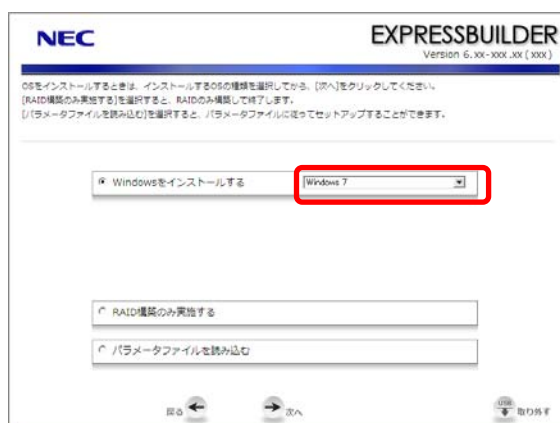 NEC
EXPRESSBUILDER
Version 6.xx-xxx.xx (xxx)
OSをインストールするときは、インストールするOSの種類を選択してから、[次へ]をクリックしてください。
[RAID構築のみ実施する]を選択すると、RAIDのみ構築して終了します。
[パラメータファイルを読み込む]を選択すると、パラメータファイルに従ってセットアップすることができます。
Windowsをインストールする
Windows 7
RAID構築のみ実施する
パラメータファイルを読み込む
戻る
次へ
USB
取り外す